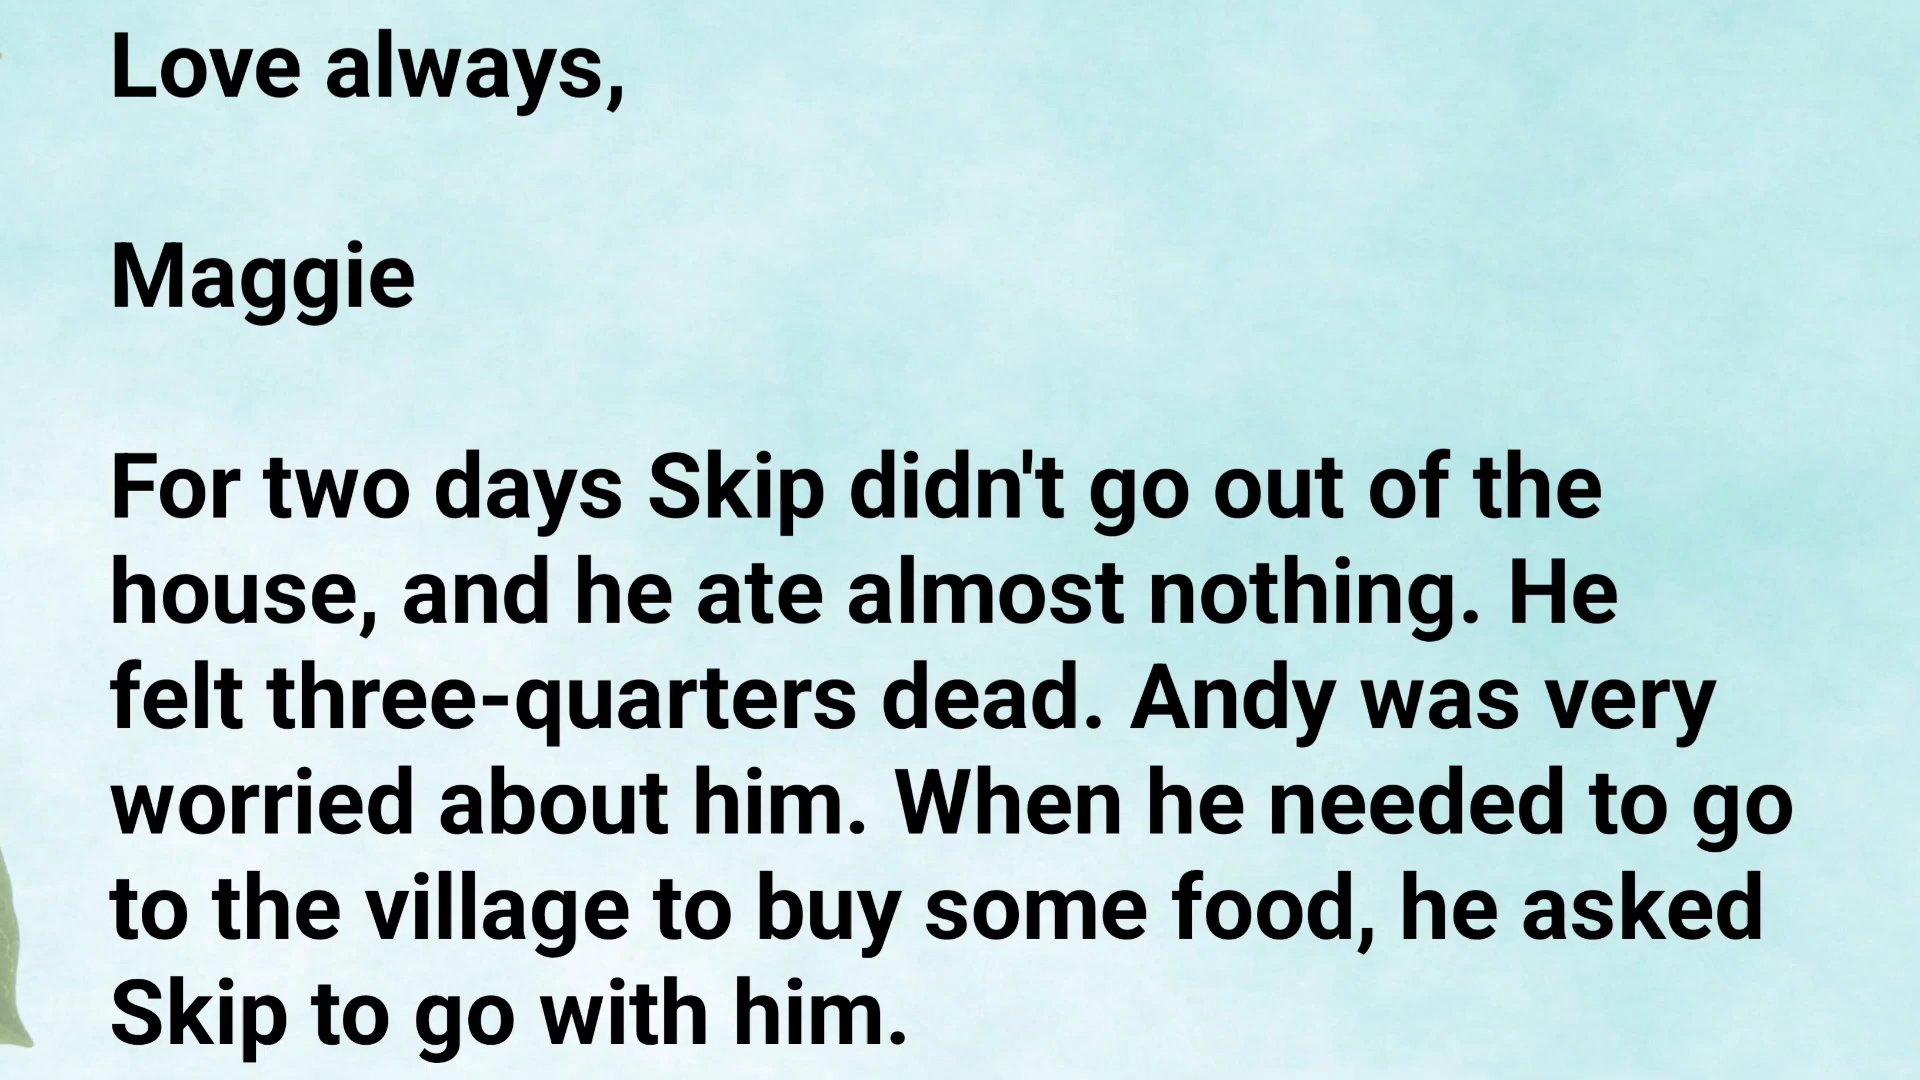 Love always,
Maggie
For two days Skip didn't go out of the
house, and he ate almost nothing. He
felt three-quarters dead. Andy was very
worried about him. When he needed to go
to the village to buy some food, he asked
Skip to go with him.